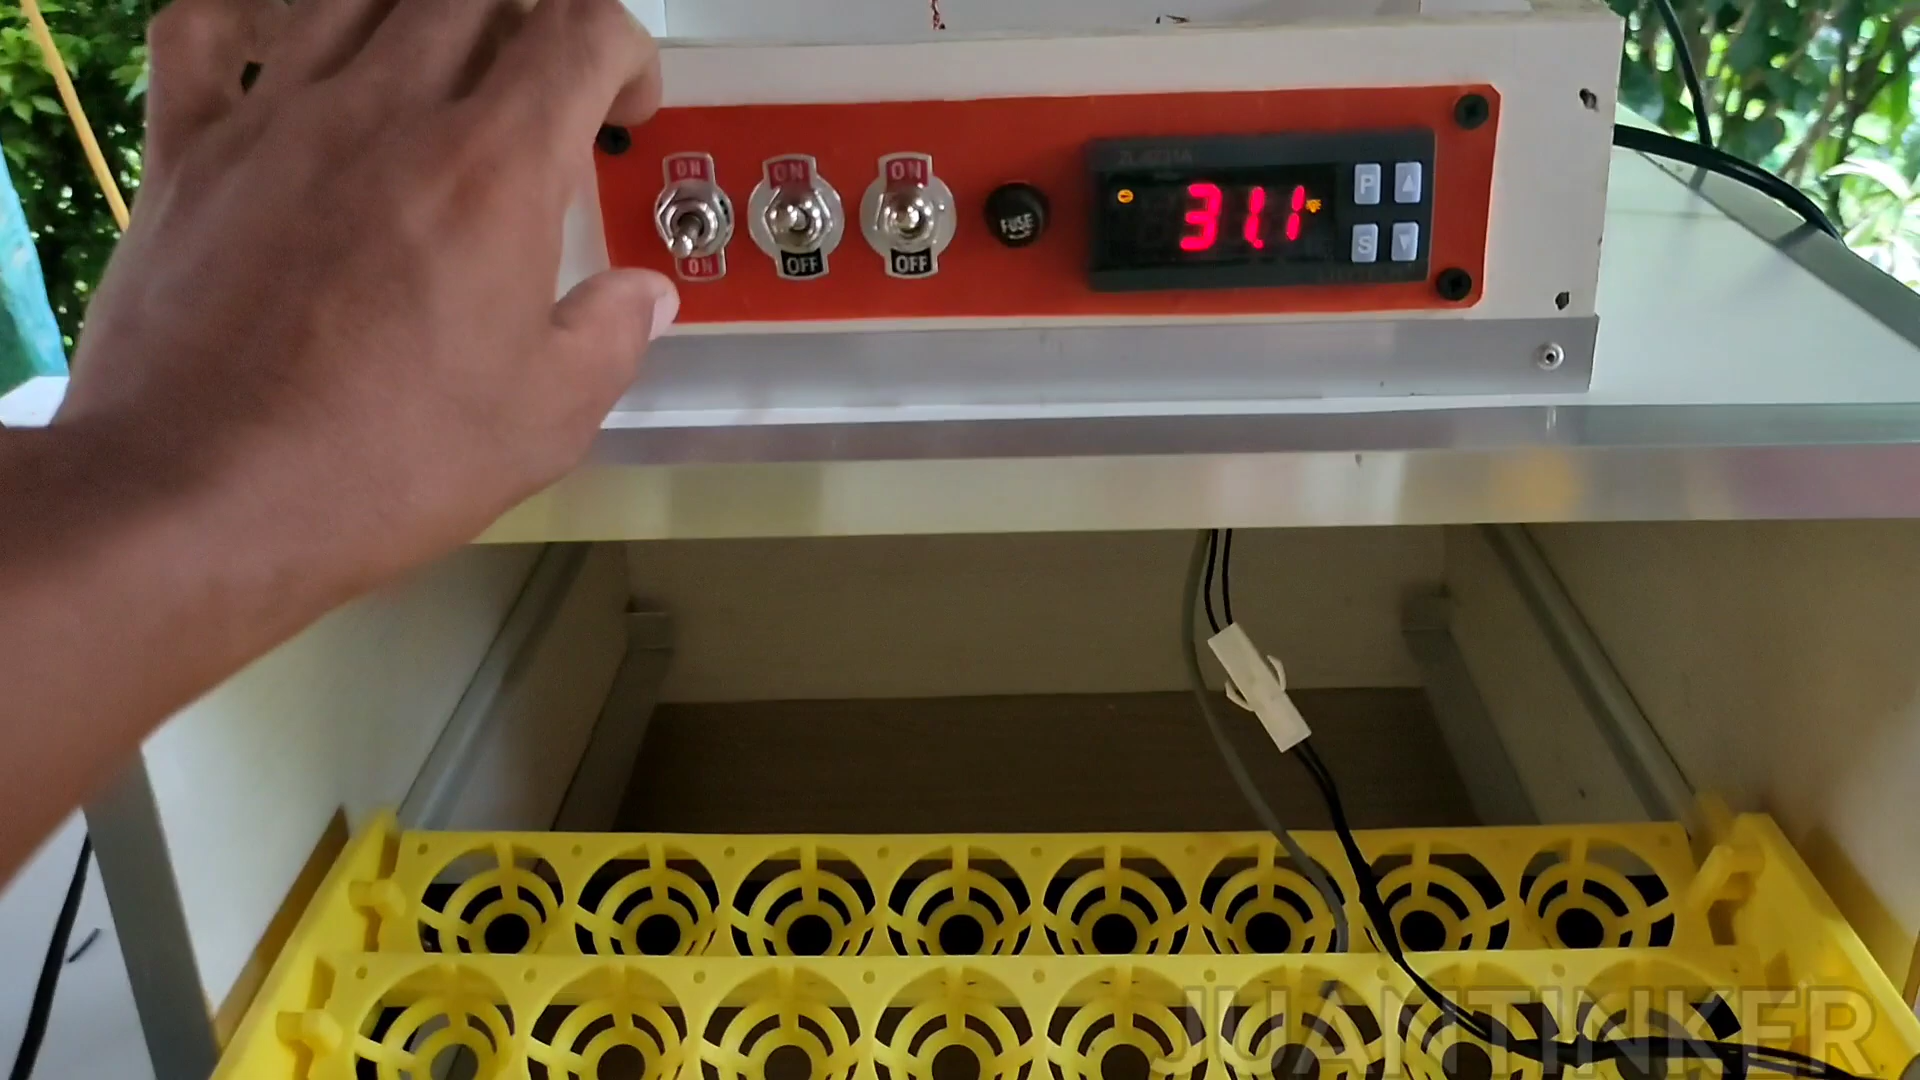 ON ON ON
ON OFF OFF
FUSE
31.1
P
S
JUANTINKER